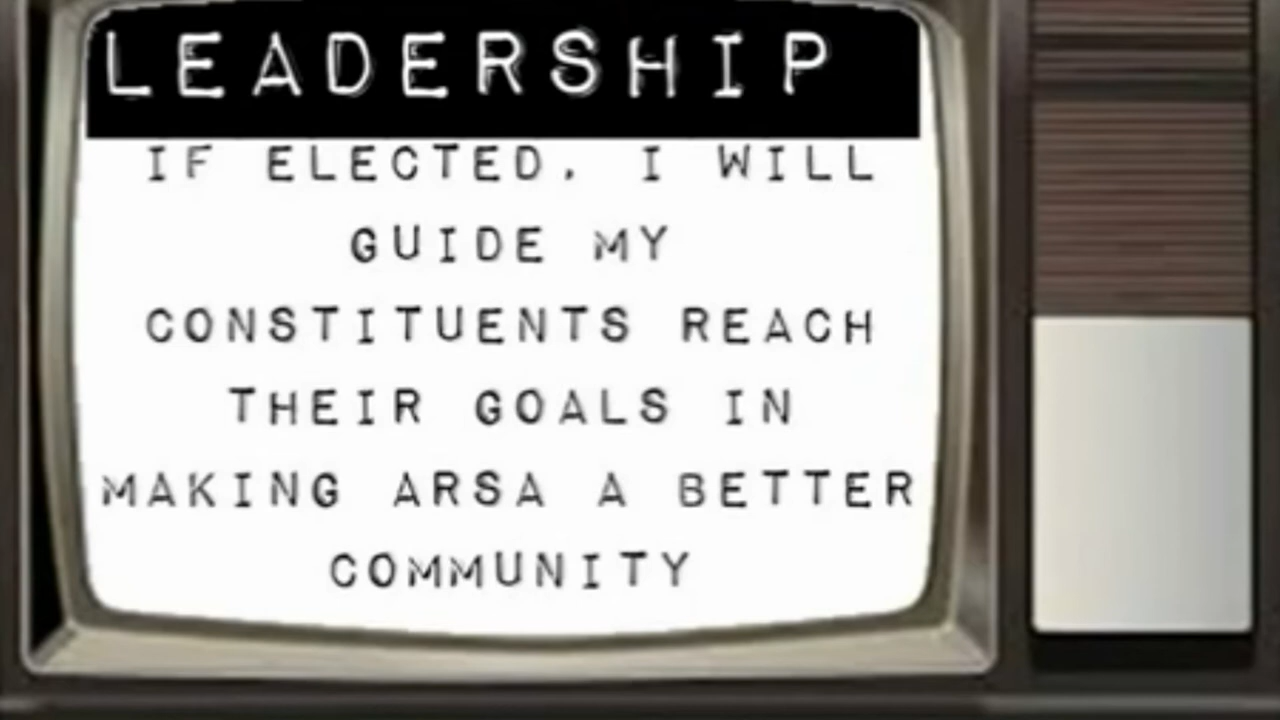 LEADERSHIP
IF ELECTED, I WILL
GUIDE MY
CONSTITUENTS REACH
THEIR GOALS IN
MAKING ARSA A BETTER
COMMUNITY